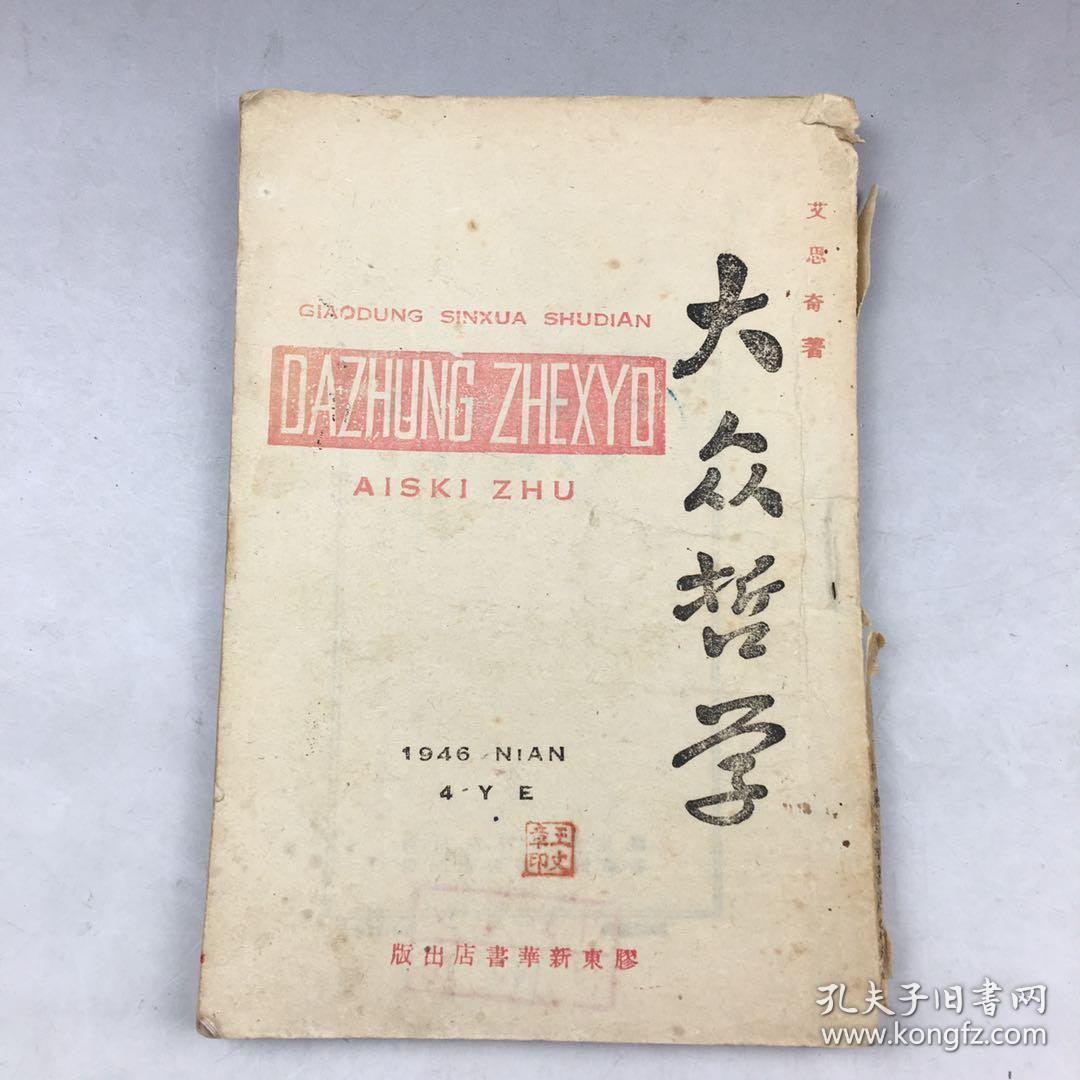 艾思奇著
大众哲学
GIAODUNG SINXUA SHUDIAN
DAZHUNG ZHEXYO
AISKI ZHU
1946 NIAN
4 YE
王文
章印
膠東新華書店出版
孔夫子旧书网
www.kongfz.com